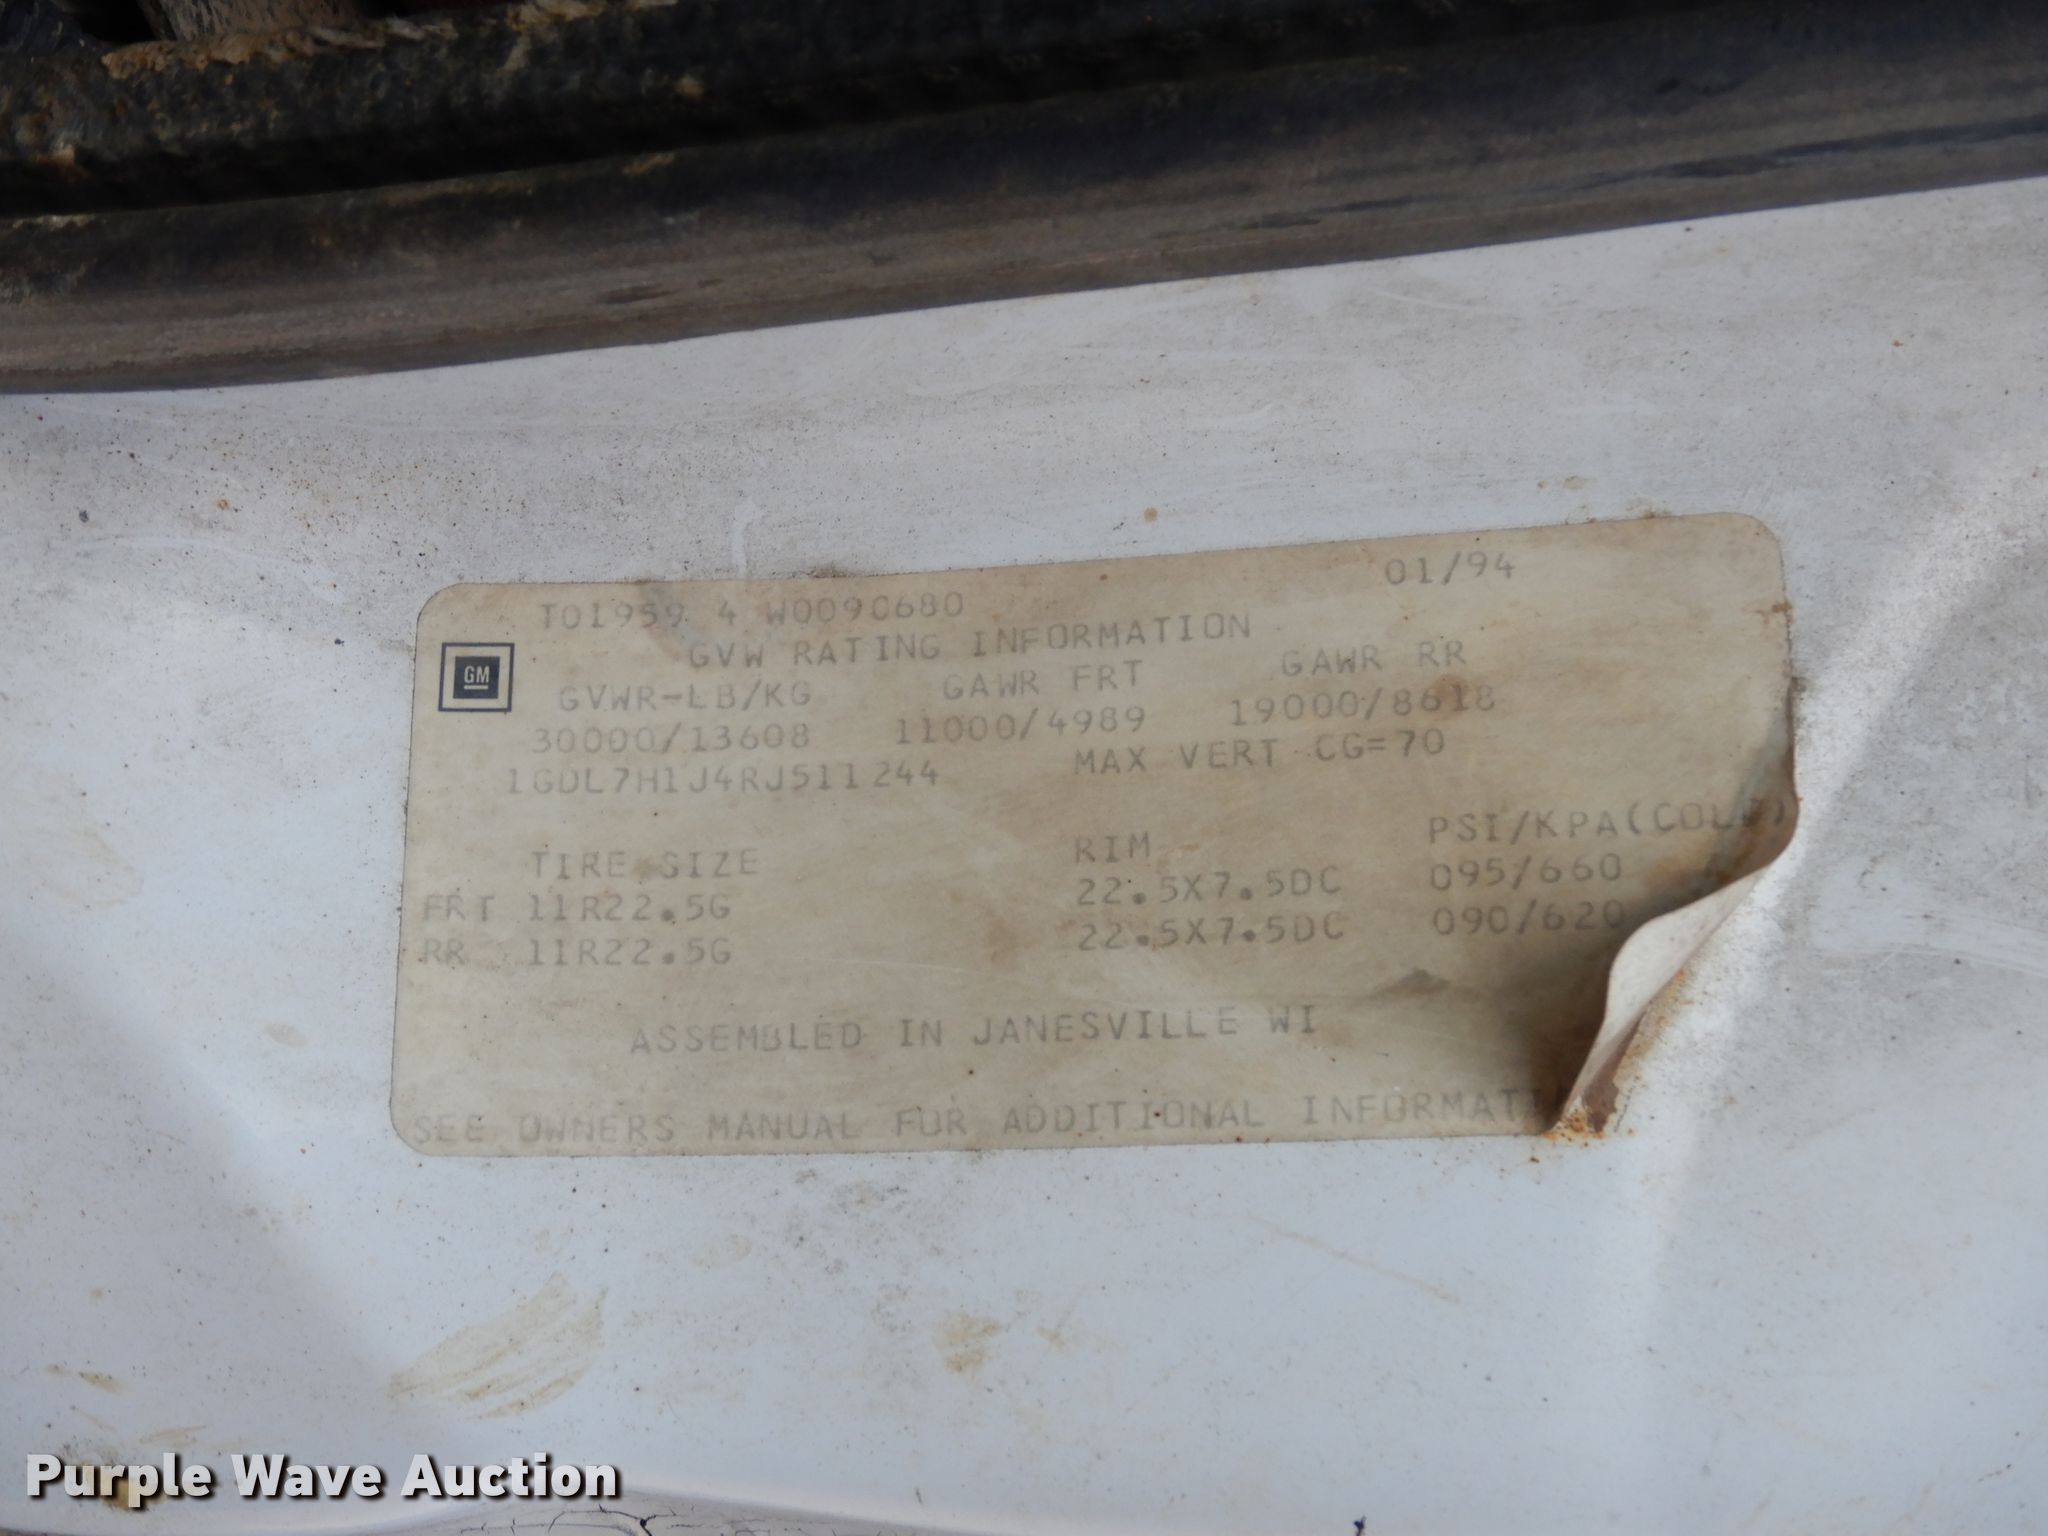 T01959 4 W0090680 01/94
GM
GVW RATING INFORMATION
GVWR-LB/KG GAWR FRT GAWR RR
30000/13608 11000/4989 19000/8618
1GDL7H1J4RJ511244 MAX VERT CG=70
TIRE SIZE RIM PSI/KPA(COLD)
FRT 11R22.5G 22.5X7.5DC 095/660
RR 11R22.5G 22.5X7.5DC 090/620
ASSEMBLED IN JANESVILLE WI
SEE OWNERS MANUAL FOR ADDITIONAL INFORMATI
Purple Wave Auction